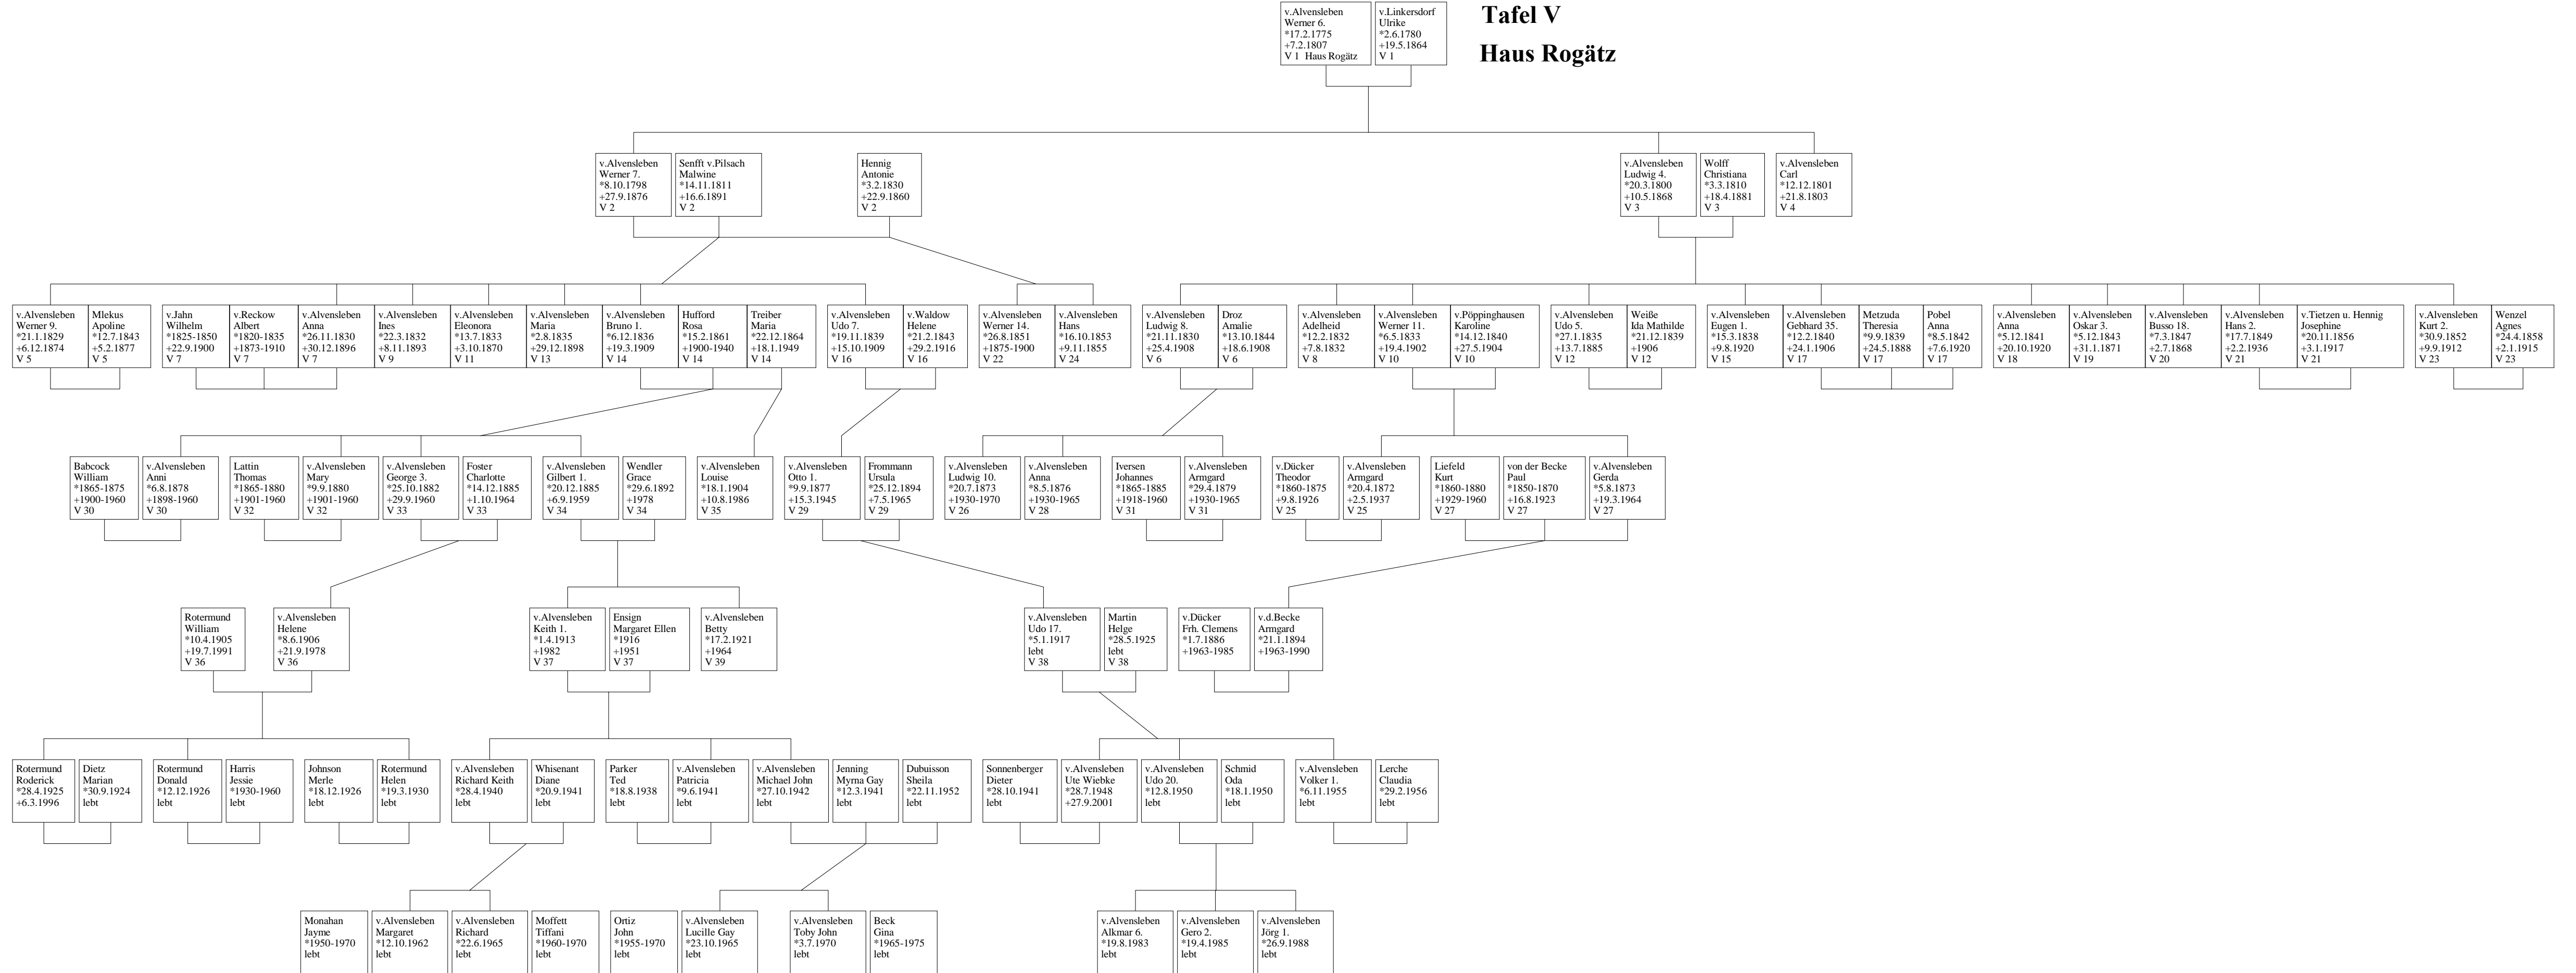 v.Alvensleben
Werner 6.
*17.2.1775
+7.2.1807
V 1  Haus Rogätz
v.Linkersdorf
Ulrike
*2.6.1780
+19.5.1864
V 1
Tafel V
Haus Rogätz
v.Alvensleben
Werner 7.
*8.10.1798
+27.9.1876
V 2
Senfft v.Pilsach
Malwine
*14.11.1811
+16.6.1891
V 2
Hennig
Antonie
*3.2.1830
+22.9.1860
V 2
v.Alvensleben
Ludwig 4.
*20.3.1800
+10.5.1868
V 3
Wolff
Christiana
*3.3.1810
+18.4.1881
V 3
v.Alvensleben
Carl
*12.12.1801
+21.8.1803
V 4
v.Alvensleben
Werner 9.
*21.1.1829
+6.12.1874
V 5
Mlekus
Apoline
*12.7.1843
+5.2.1877
V 5
v.Jahn
Wilhelm
*1825-1850
+22.9.1900
V 7
v.Reckow
Albert
*1820-1835
+1873-1910
V 7
v.Alvensleben
Anna
*26.11.1830
+30.12.1896
V 7
v.Alvensleben
Ines
*22.3.1832
+8.11.1893
V 9
v.Alvensleben
Eleonora
*13.7.1833
+3.10.1870
V 11
v.Alvensleben
Maria
*2.8.1835
+29.12.1898
V 13
v.Alvensleben
Bruno 1.
*6.12.1836
+19.3.1909
V 14
Hufford
Rosa
*15.2.1861
+1900-1940
V 14
Treiber
Maria
*22.12.1864
+18.1.1949
V 14
v.Alvensleben
Udo 7.
*19.11.1839
+15.10.1909
V 16
v.Waldow
Helene
*21.2.1843
+29.2.1916
V 16
v.Alvensleben
Werner 14.
*26.8.1851
+1875-1900
V 22
v.Alvensleben
Hans
*16.10.1853
+9.11.1855
V 24
v.Alvensleben
Ludwig 8.
*21.11.1830
+25.4.1908
V 6
Droz
Amalie
*13.10.1844
+18.6.1908
V 6
v.Alvensleben
Adelheid
*12.2.1832
+7.8.1832
V 8
v.Alvensleben
Werner 11.
*6.5.1833
+19.4.1902
V 10
v.Pöppinghausen
Karoline
*14.12.1840
+27.5.1904
V 10
v.Alvensleben
Udo 5.
*27.1.1835
+13.7.1885
V 12
Weiße
Ida Mathilde
*21.12.1839
+1906
V 12
v.Alvensleben
Eugen 1.
*15.3.1838
+9.8.1920
V 15
v.Alvensleben
Gebhard 35.
*12.2.1840
+24.1.1906
V 17
Metzuda
Theresia
*9.9.1839
+24.5.1888
V 17
Pobel
Anna
*8.5.1842
+7.6.1920
V 17
v.Alvensleben
Anna
*5.12.1841
+20.10.1920
V 18
v.Alvensleben
Oskar 3.
*5.12.1843
+31.1.1871
V 19
v.Alvensleben
Busso 18.
*7.3.1847
+2.7.1868
V 20
v.Alvensleben
Hans 2.
*17.7.1849
+2.2.1936
V 21
v.Tietzen u. Hennig
Josephine
*20.11.1856
+3.1.1917
V 21
v.Alvensleben
Kurt 2.
*30.9.1852
+9.9.1912
V 23
Wenzel
Agnes
*24.4.1858
+2.1.1915
V 23
Babcock
William
*1865-1875
+1900-1960
V 30
v.Alvensleben
Anni
*6.8.1878
+1898-1960
V 30
Lattin
Thomas
*1865-1880
+1901-1960
V 32
v.Alvensleben
Mary
*9.9.1880
+1901-1960
V 32
v.Alvensleben
George 3.
*25.10.1882
+29.9.1960
V 33
Foster
Charlotte
*14.12.1885
+1.10.1964
V 33
v.Alvensleben
Gilbert 1.
*20.12.1885
+6.9.1959
V 34
Wendler
Grace
*29.6.1892
+1978
V 34
v.Alvensleben
Louise
*18.1.1904
+10.8.1986
V 35
v.Alvensleben
Otto 1.
*9.9.1877
+15.3.1945
V 29
Frommann
Ursula
*25.12.1894
+7.5.1965
V 29
v.Alvensleben
Ludwig 10.
*20.7.1873
+1930-1970
V 26
v.Alvensleben
Anna
*8.5.1876
+1930-1965
V 28
Iversen
Johannes
*1865-1885
+1918-1960
V 31
v.Alvensleben
Armgard
*29.4.1879
+1930-1965
V 31
v.Dücker
Theodor
*1860-1875
+9.8.1926
V 25
v.Alvensleben
Armgard
*20.4.1872
+2.5.1937
V 25
Liefeld
Kurt
*1860-1880
+1929-1960
V 27
von der Becke
Paul
*1850-1870
+16.8.1923
V 27
v.Alvensleben
Gerda
*5.8.1873
+19.3.1964
V 27
Rotermund
William
*10.4.1905
+19.7.1991
V 36
v.Alvensleben
Helene
*8.6.1906
+21.9.1978
V 36
v.Alvensleben
Keith 1.
*1.4.1913
+1982
V 37
Ensign
Margaret Ellen
*1916
+1951
V 37
v.Alvensleben
Betty
*17.2.1921
+1964
V 39
v.Alvensleben
Udo 17.
*5.1.1917
lebt
V 38
Martin
Helge
*28.5.1925
lebt
V 38
v.Dücker
Frh. Clemens
*1.7.1886
+1963-1985
v.d.Becke
Armgard
*21.1.1894
+1963-1990
Rotermund
Roderick
*28.4.1925
+6.3.1996
Dietz
Marian
*30.9.1924
lebt
Rotermund
Donald
*12.12.1926
lebt
Harris
Jessie
*1930-1960
lebt
Johnson
Merle
*18.12.1926
lebt
Rotermund
Helen
*19.3.1930
lebt
v.Alvensleben
Richard Keith
*28.4.1940
lebt
Whisenant
Diane
*20.9.1941
lebt
Parker
Ted
*18.8.1938
lebt
v.Alvensleben
Patricia
*9.6.1941
lebt
v.Alvensleben
Michael John
*27.10.1942
lebt
Jenning
Myrna Gay
*12.3.1941
lebt
Dubuisson
Sheila
*22.11.1952
lebt
Sonnenberger
Dieter
*28.10.1941
lebt
v.Alvensleben
Ute Wiebke
*28.7.1948
+27.9.2001
v.Alvensleben
Udo 20.
*12.8.1950
lebt
Schmid
Oda
*18.1.1950
lebt
v.Alvensleben
Volker 1.
*6.11.1955
lebt
Lerche
Claudia
*29.2.1956
lebt
Monahan
Jayme
*1950-1970
lebt
v.Alvensleben
Margaret
*12.10.1962
lebt
v.Alvensleben
Richard
*22.6.1965
lebt
Moffett
Tiffani
*1960-1970
lebt
Ortiz
John
*1955-1970
lebt
v.Alvensleben
Lucille Gay
*23.10.1965
lebt
v.Alvensleben
Toby John
*3.7.1970
lebt
Beck
Gina
*1965-1975
lebt
v.Alvensleben
Alkmar 6.
*19.8.1983
lebt
v.Alvensleben
Gero 2.
*19.4.1985
lebt
v.Alvensleben
Jörg 1.
*26.9.1988
lebt